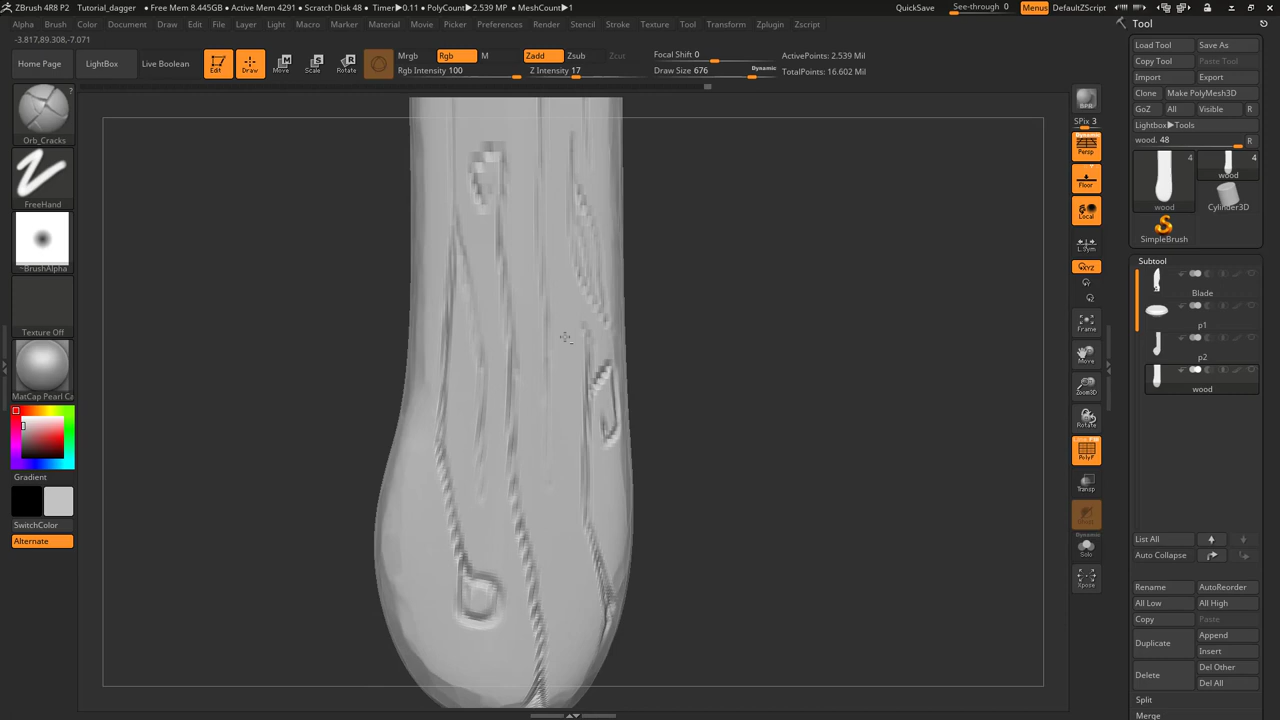 ZBrush 4R8 P2 Tutorial_dagger • Free Mem 8.445GB • Active Mem 4291 • Scratch Disk 48 • Timer▶0.11 • PolyCount▶2.539 MP • MeshCount▶1 QuickSave See-through 0 Menus DefaultZScript
Alpha Brush Color Document Draw Edit File Layer Light Macro Marker Material Movie Picker Preferences Render Stencil Stroke Texture Tool Transform Zplugin Zscript Tool
-3.817,89.308,-7.071
Load Tool Save As
Home Page LightBox Live Boolean Edit Draw Move Scale Rotate Mrgb Rgb M Zadd Zsub Zcut Focal Shift 0 ActivePoints: 2.539 Mil
Rgb Intensity 100 Z Intensity 17 Draw Size 676 Dynamic TotalPoints: 16.602 Mil
Copy Tool Paste Tool
Import Export
Clone Make PolyMesh3D
GoZ All Visible R
Lightbox▶Tools
wood. 48 R
Orb_Cracks
FreeHand
~BrushAlpha
Texture Off
MatCap Pearl Ca
Gradient
SwitchColor
Alternate
BPR
SPix 3
Dynamic
Persp
Floor
Local
L.Sym
XYZ
Frame
Move
Zoom3D
Rotate
PolyF
Transp
Dynamic
Solo
Xpose
4 4
wood
wood Cylinder3D
SimpleBrush
Subtool
Blade
p1
p2
wood
List All
Auto Collapse
Rename AutoReorder
All Low All High
Copy Paste
Duplicate Append
Insert
Delete Del Other
Del All
Split
Merge